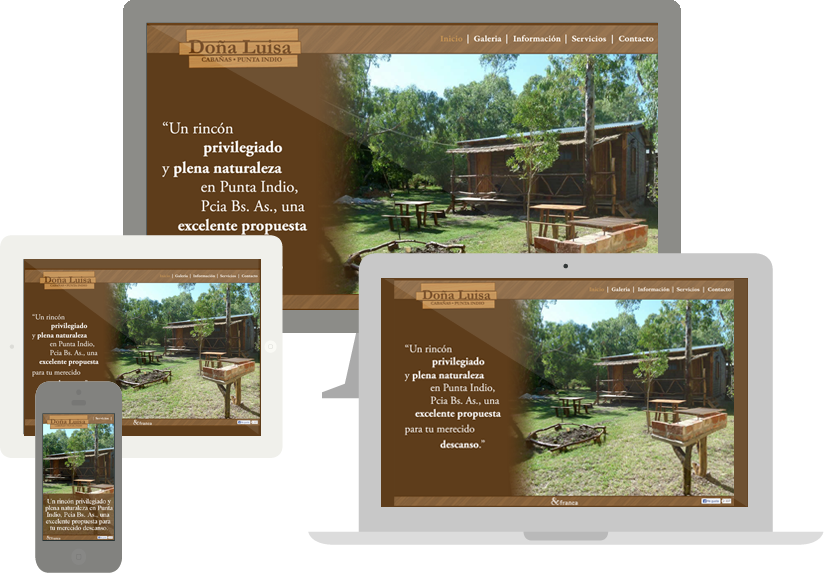 Doña Luisa
CABAÑAS • PUNTA INDIO
Inicio | Galeria | Información | Servicios | Contacto
“Un rincón
privilegiado
y plena naturaleza
en Punta Indio,
Pcia Bs. As., una
excelente propuesta
Doña Luisa
CABAÑAS • PUNTA INDIO
Inicio | Galeria | Información | Servicios | Contacto
“Un rincón
privilegiado
y plena naturaleza
en Punta Indio,
Pcia Bs. As., una
excelente propuesta
para tu merecido
&franca
Doña Luisa
CABAÑAS • PUNTA INDIO
Inicio | Galeria | Información | Servicios | Contacto
“Un rincón
privilegiado
y plena naturaleza
en Punta Indio,
Pcia Bs. As., una
excelente propuesta
para tu merecido
descanso.”
&franca
Doña Luisa
Un rincón privilegiado y
plena naturaleza en Punta
Indio, Pcia Bs. As., una
excelente propuesta para
tu merecido descanso.
&franca